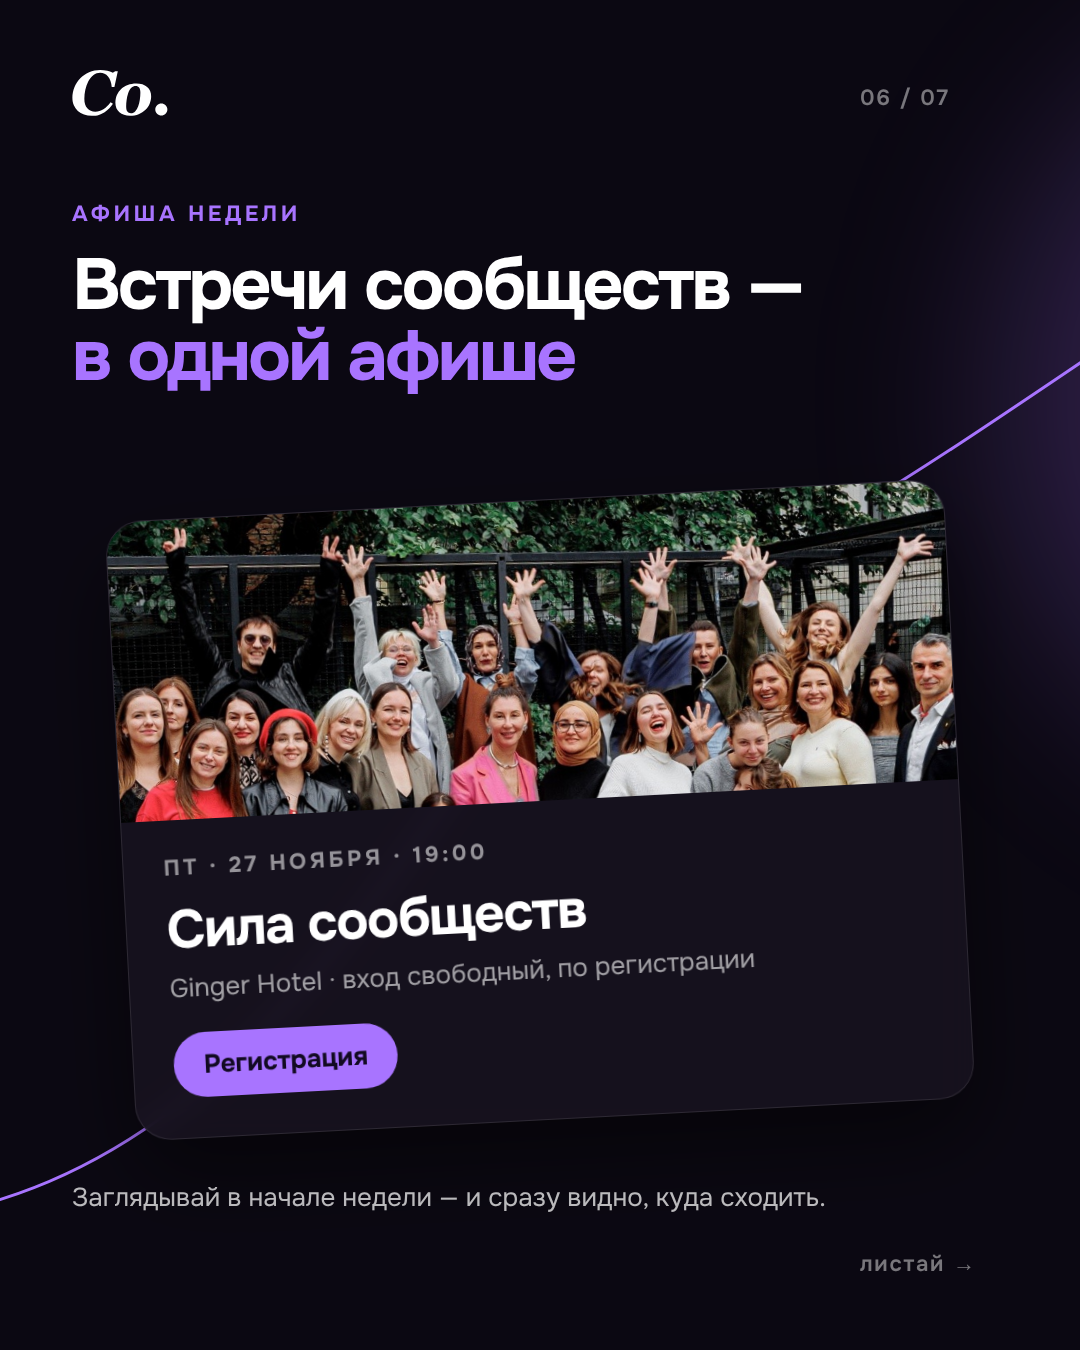 Co.
06 / 07
АФИША НЕДЕЛИ
Встречи сообществ —
в одной афише
ПТ · 27 НОЯБРЯ · 19:00
Сила сообществ
Ginger Hotel · вход свободный, по регистрации
Регистрация
Заглядывай в начале недели — и сразу видно, куда сходить.
листай →